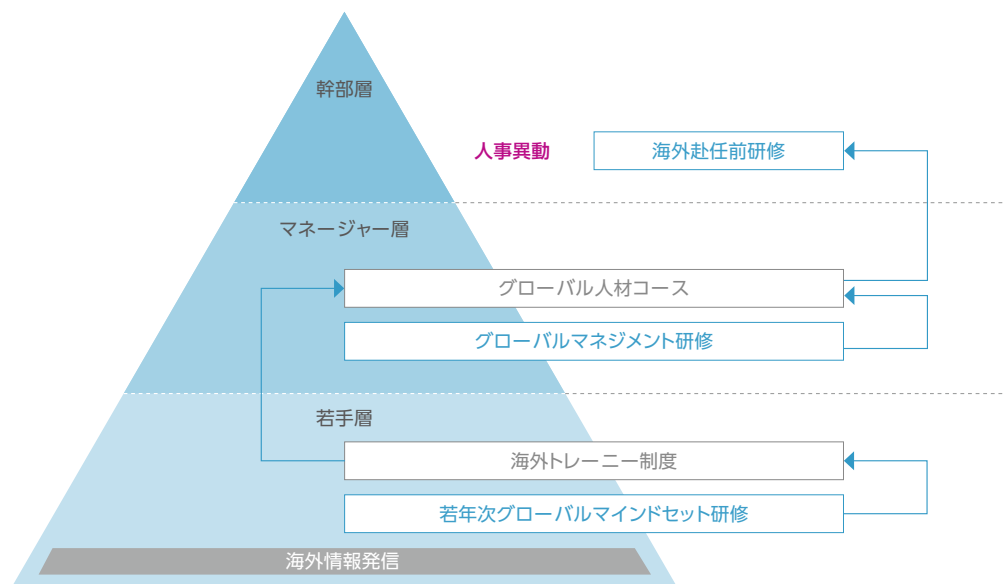 幹部層
人事異動
海外赴任前研修
マネージャー層
グローバル人材コース
グローバルマネジメント研修
若手層
海外トレーニー制度
若年次グローバルマインドセット研修
海外情報発信